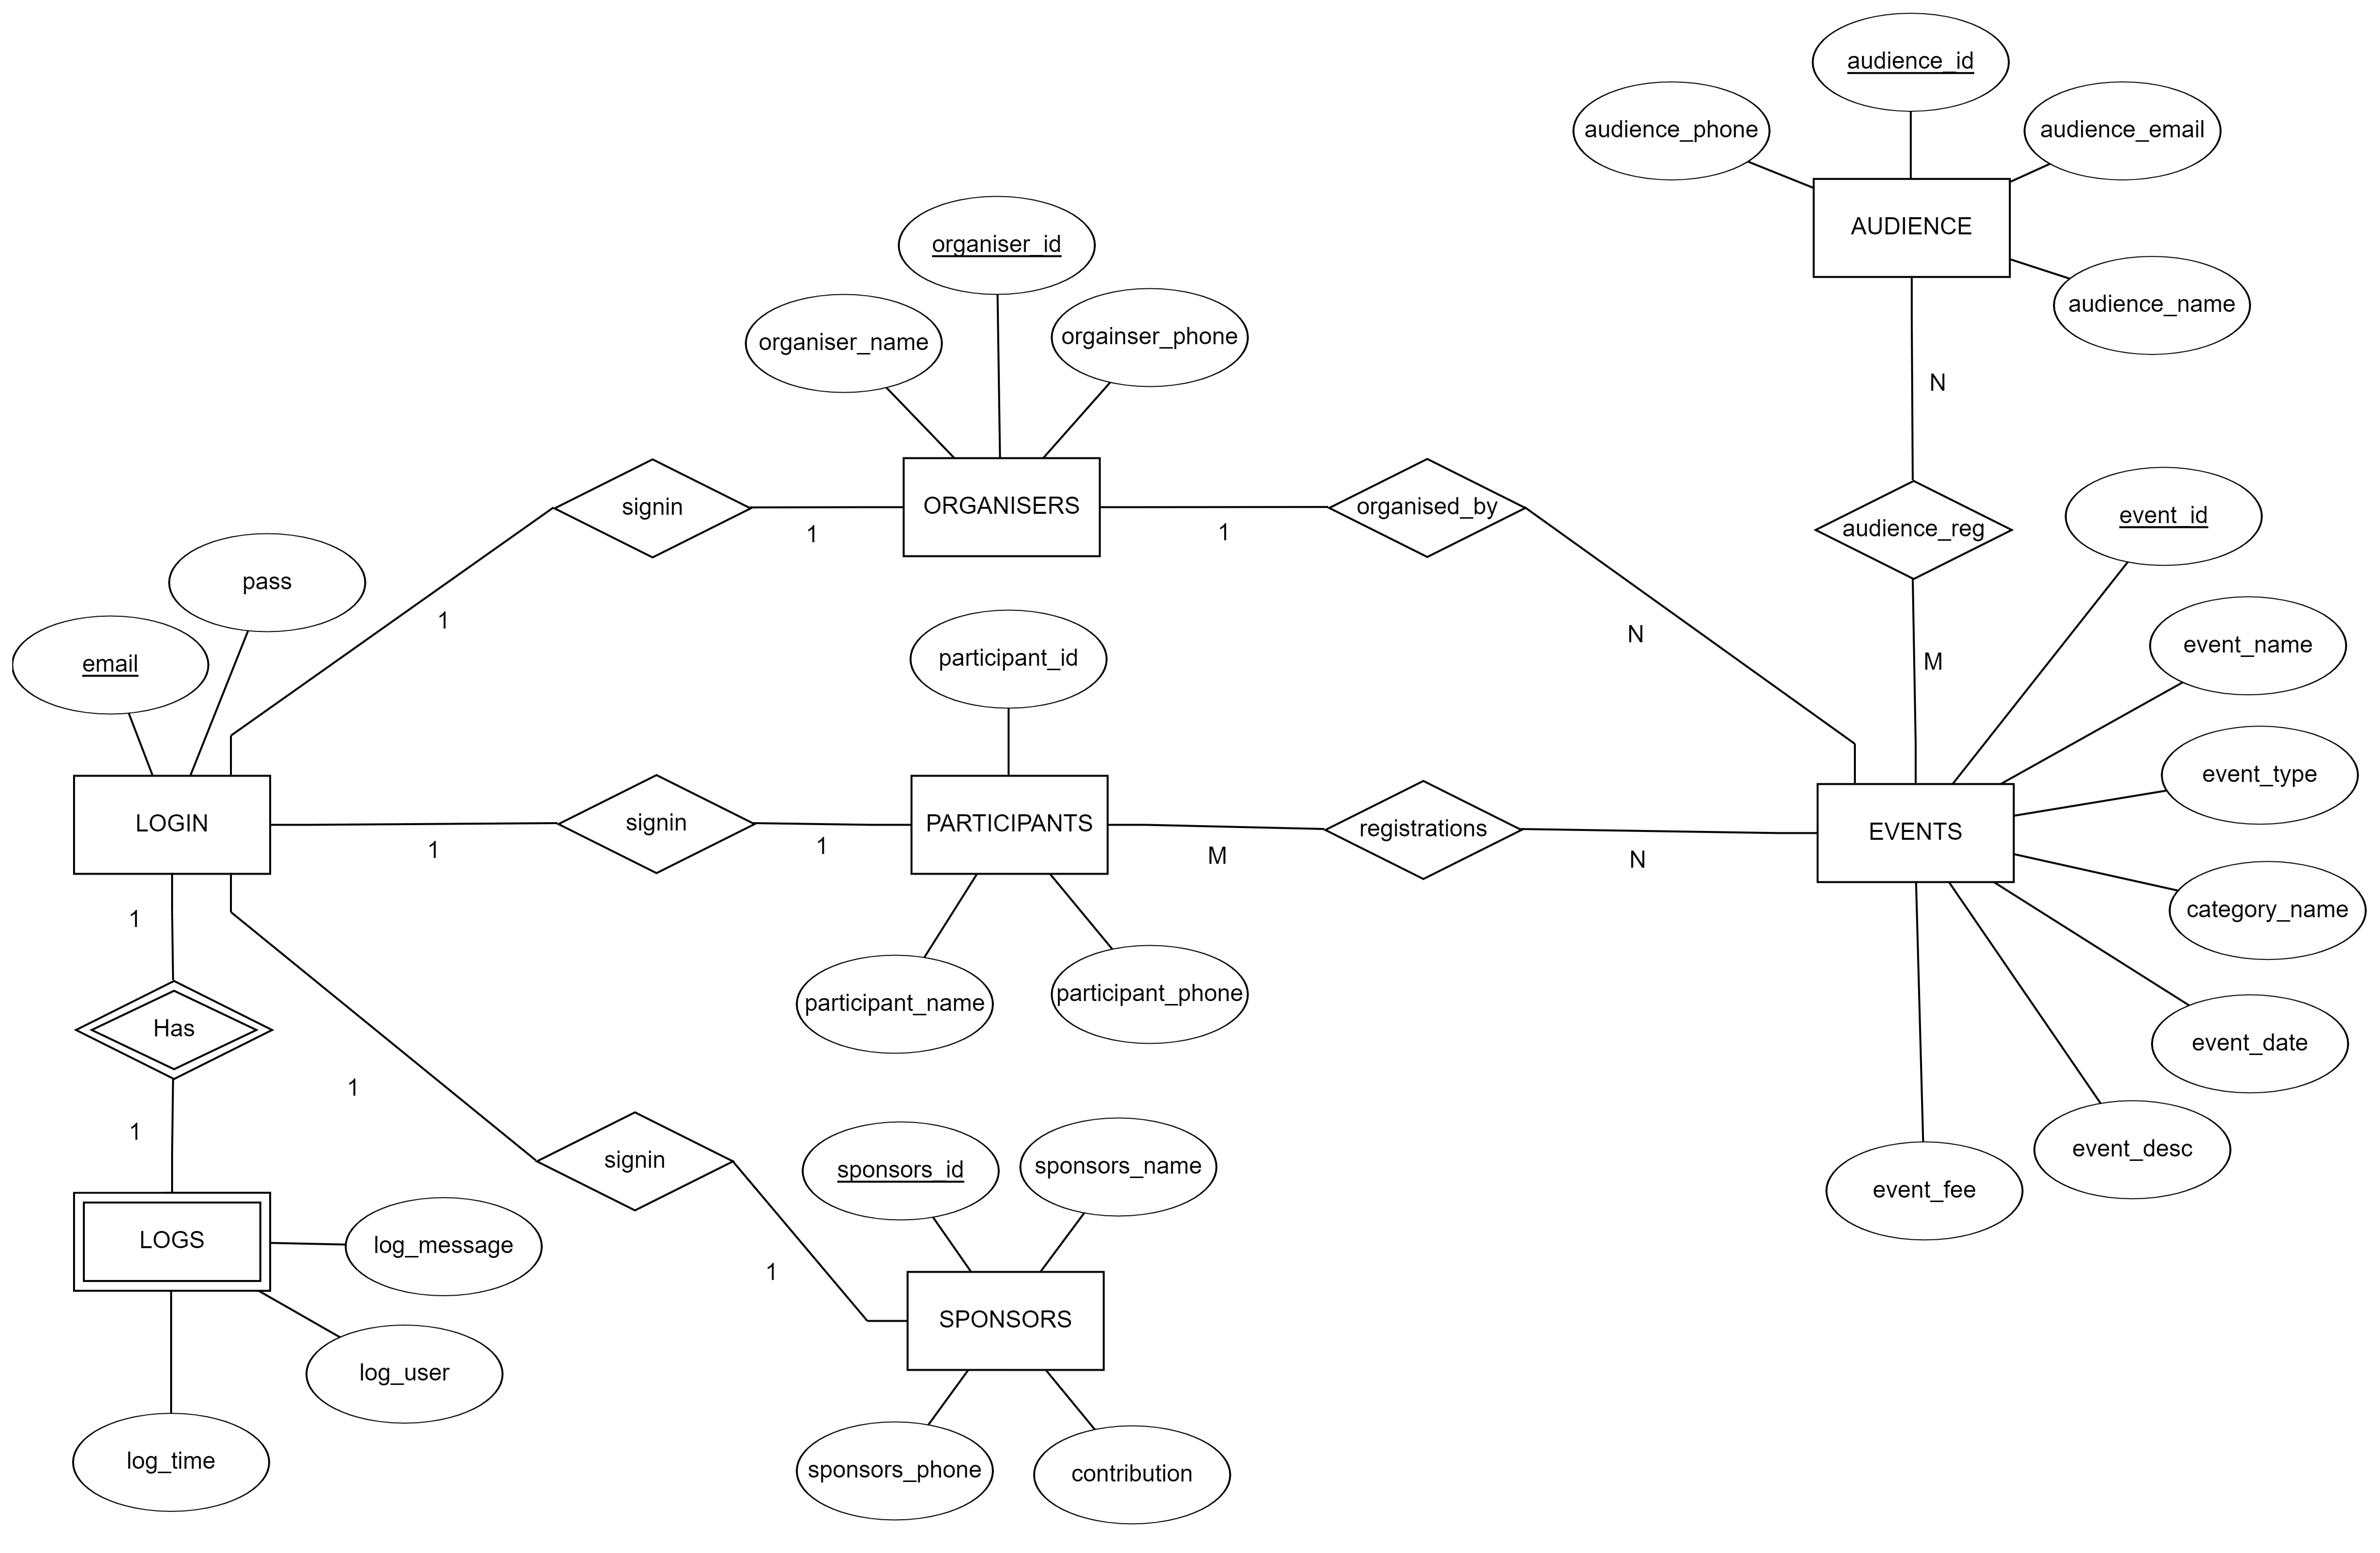 audience_id
audience_phone
audience_email
AUDIENCE
organiser_id
audience_name
organiser_name
orgainser_phone
N
signin
ORGANISERS
organised_by
audience_reg
event_id
1
1
pass
1
N
email
participant_id
M
event_name
event_type
LOGIN
signin
PARTICIPANTS
registrations
EVENTS
1
1
M
N
category_name
1
participant_name
participant_phone
Has
event_date
1
1
signin
sponsors_id
sponsors_name
event_desc
event_fee
LOGS
log_message
1
SPONSORS
log_user
log_time
sponsors_phone
contribution